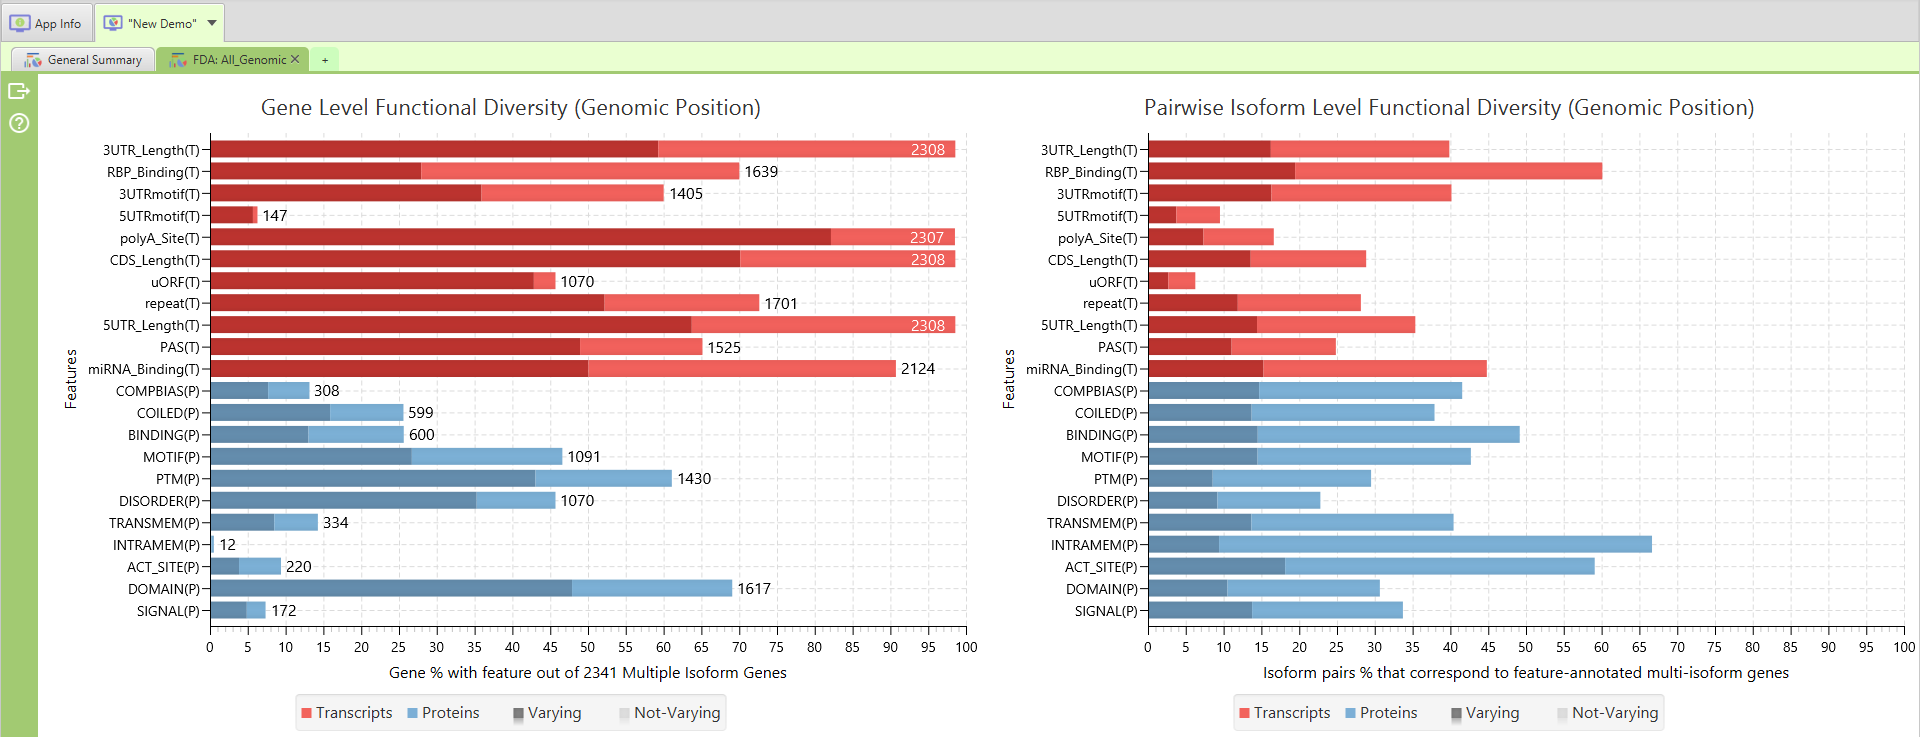 App Info
"New Demo"
General Summary
FDA: All_Genomic ×
+
Gene Level Functional Diversity (Genomic Position)
Features
3UTR_Length(T) 2308
RBP_Binding(T) 1639
3UTRmotif(T) 1405
5UTRmotif(T) 147
polyA_Site(T) 2307
CDS_Length(T) 2308
uORF(T) 1070
repeat(T) 1701
5UTR_Length(T) 2308
PAS(T) 1525
miRNA_Binding(T) 2124
COMPBIAS(P) 308
COILED(P) 599
BINDING(P) 600
MOTIF(P) 1091
PTM(P) 1430
DISORDER(P) 1070
TRANSMEM(P) 334
INTRAMEM(P) 12
ACT_SITE(P) 220
DOMAIN(P) 1617
SIGNAL(P) 172
0 5 10 15 20 25 30 35 40 45 50 55 60 65 70 75 80 85 90 95 100
Gene % with feature out of 2341 Multiple Isoform Genes
Transcripts Proteins Varying Not-Varying
Pairwise Isoform Level Functional Diversity (Genomic Position)
Features
3UTR_Length(T)
RBP_Binding(T)
3UTRmotif(T)
5UTRmotif(T)
polyA_Site(T)
CDS_Length(T)
uORF(T)
repeat(T)
5UTR_Length(T)
PAS(T)
miRNA_Binding(T)
COMPBIAS(P)
COILED(P)
BINDING(P)
MOTIF(P)
PTM(P)
DISORDER(P)
TRANSMEM(P)
INTRAMEM(P)
ACT_SITE(P)
DOMAIN(P)
SIGNAL(P)
0 5 10 15 20 25 30 35 40 45 50 55 60 65 70 75 80 85 90 95 100
Isoform pairs % that correspond to feature-annotated multi-isoform genes
Transcripts Proteins Varying Not-Varying